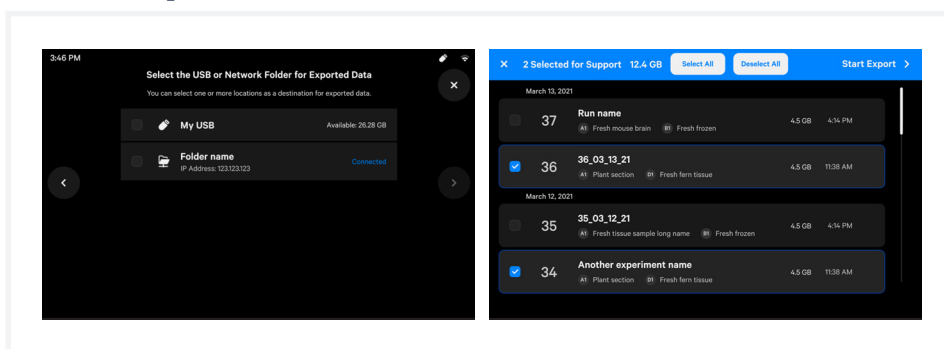 3:46 PM
Select the USB or Network Folder for Exported Data
You can select one or more locations as a destination for exported data.
My USB
Available: 26.28 GB
Folder name
IP Address: 123.123.123
Connected
2 Selected for Support 12.4 GB Select All Deselect All Start Export
March 13, 2021
37 Run name 4.5 GB 4:14 PM
A1 Fresh mouse brain B1 Fresh frozen
36 36_03_13_21 4.5 GB 11:38 AM
A1 Plant section D1 Fresh fern tissue
March 12, 2021
35 35_03_12_21 4.5 GB 4:14 PM
A1 Fresh tissue sample long name B1 Fresh frozen
34 Another experiment name 4.5 GB 11:38 AM
A1 Plant section D1 Fresh fern tissue